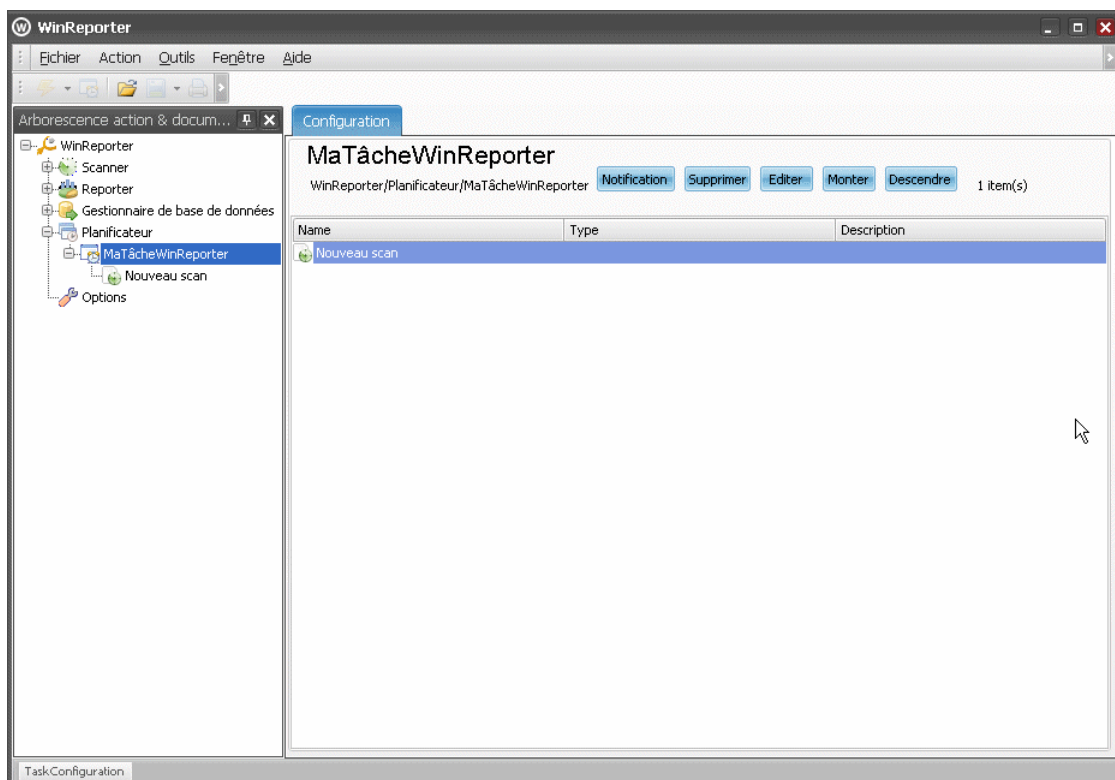 WinReporter
Fichier Action Outils Fenêtre Aide
Arborescence action & docum...
WinReporter
Scanner
Reporter
Gestionnaire de base de données
Planificateur
MaTâcheWinReporter
Nouveau scan
Options
Configuration
MaTâcheWinReporter
WinReporter/Planificateur/MaTâcheWinReporter Notification Supprimer Editer Monter Descendre 1 item(s)
Name Type Description
Nouveau scan
TaskConfiguration